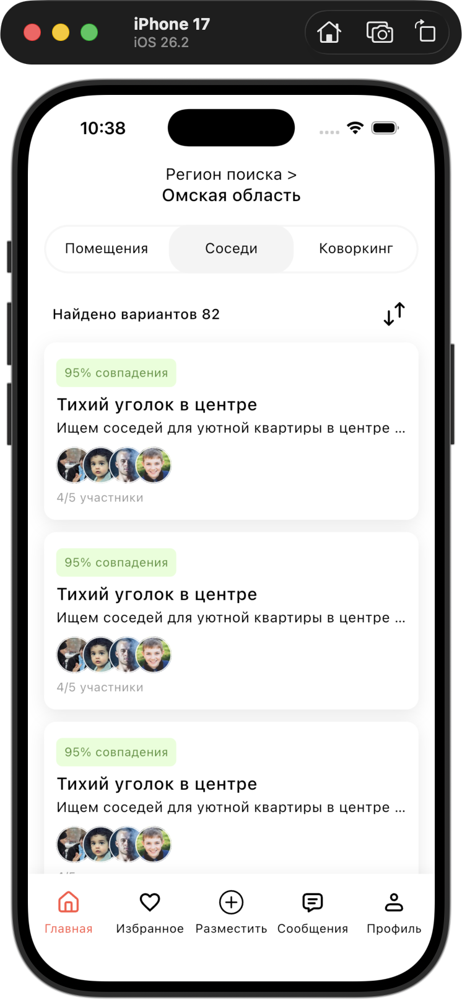 iPhone 17
iOS 26.2
10:38
Регион поиска >
Омская область
Помещения
Соседи
Коворкинг
Найдено вариантов 82
95% совпадения
Тихий уголок в центре
Ищем соседей для уютной квартиры в центре ...
4/5 участники
95% совпадения
Тихий уголок в центре
Ищем соседей для уютной квартиры в центре ...
4/5 участники
95% совпадения
Тихий уголок в центре
Ищем соседей для уютной квартиры в центре ...
Главная
Избранное
Разместить
Сообщения
Профиль